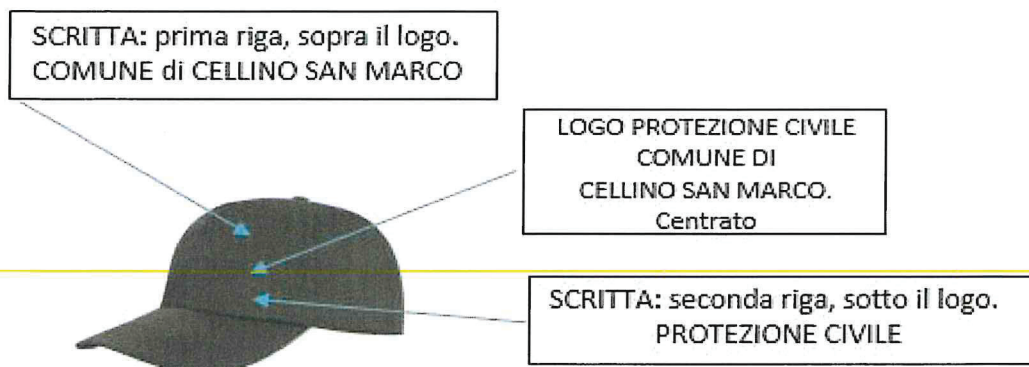 SCRITTA: prima riga, sopra il logo.
COMUNE di CELLINO SAN MARCO
LOGO PROTEZIONE CIVILE
COMUNE DI
CELLINO SAN MARCO.
Centrato
SCRITTA: seconda riga, sotto il logo.
PROTEZIONE CIVILE